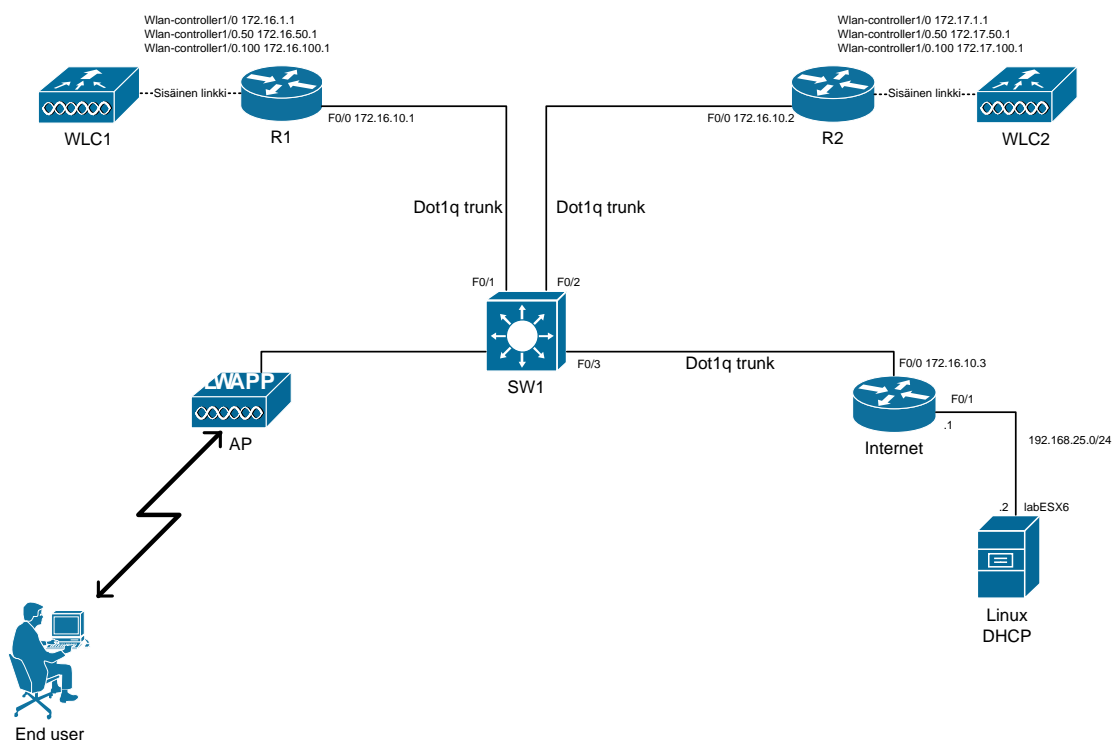 Wlan-controller1/0 172.16.1.1
Wlan-controller1/0.50 172.16.50.1
Wlan-controller1/0.100 172.16.100.1
Wlan-controller1/0 172.17.1.1
Wlan-controller1/0.50 172.17.50.1
Wlan-controller1/0.100 172.17.100.1
Sisäinen linkki
Sisäinen linkki
F0/0 172.16.10.1
F0/0 172.16.10.2
WLC1
R1
R2
WLC2
Dot1q trunk
Dot1q trunk
F0/1
F0/2
F0/3
Dot1q trunk
F0/0 172.16.10.3
SW1
LWAPP
AP
F0/1
.1
Internet
192.168.25.0/24
.2
labESX6
Linux
DHCP
End user